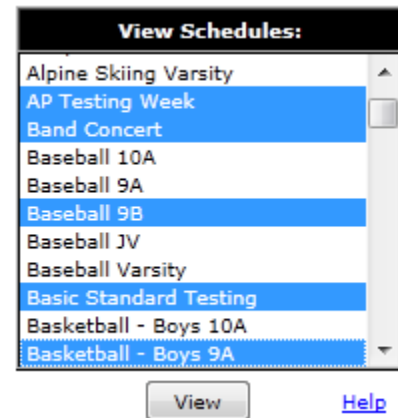 View Schedules:
Alpine Skiing Varsity
AP Testing Week
Band Concert
Baseball 10A
Baseball 9A
Baseball 9B
Baseball JV
Baseball Varsity
Basic Standard Testing
Basketball - Boys 10A
Basketball - Boys 9A
View Help